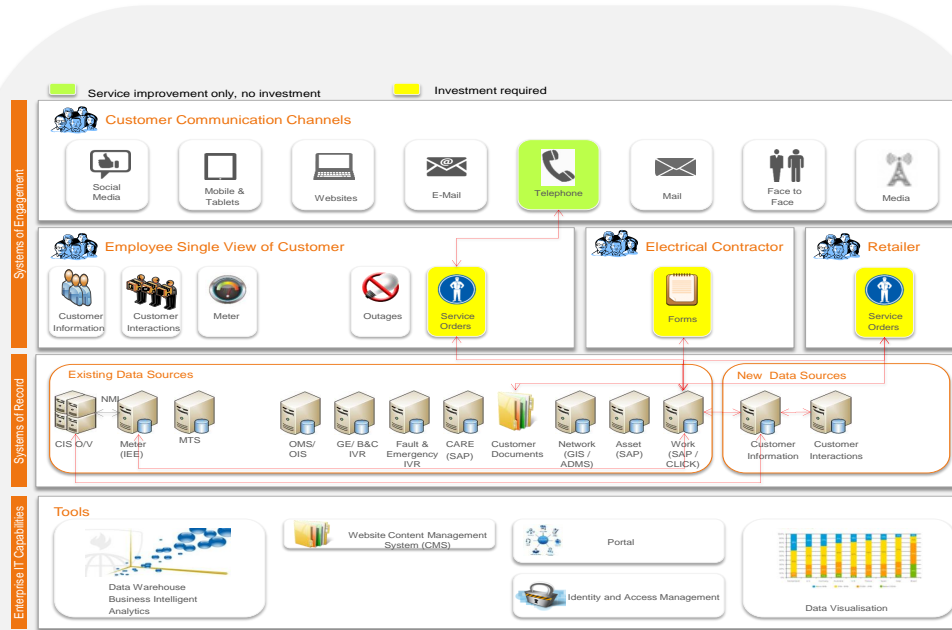 Service improvement only, no investment
Investment required
Systems of Engagement
Customer Communication Channels
Social
Media
Mobile &
Tablets
Websites
E-Mail
Telephone
Mail
Face to
Face
Media
Employee Single View of Customer
Customer
Information
Customer
Interactions
Meter
Outages
Service
Orders
Electrical Contractor
Forms
Retailer
Service
Orders
Systems of Record
Existing Data Sources
NMI
CIS O/V
Meter
(IEE)
MTS
OMS/
OIS
GE/ B&C
IVR
Fault &
Emergency
IVR
CARE
(SAP)
Customer
Documents
Network
(GIS /
ADMS)
Asset
(SAP)
Work
(SAP /
CLICK)
New Data Sources
Customer
Information
Customer
Interactions
Enterprise IT Capabilities
Tools
Data Warehouse
Business Intelligent
Analytics
Website Content Management
System (CMS)
Portal
Identity and Access Management
Data Visualisation